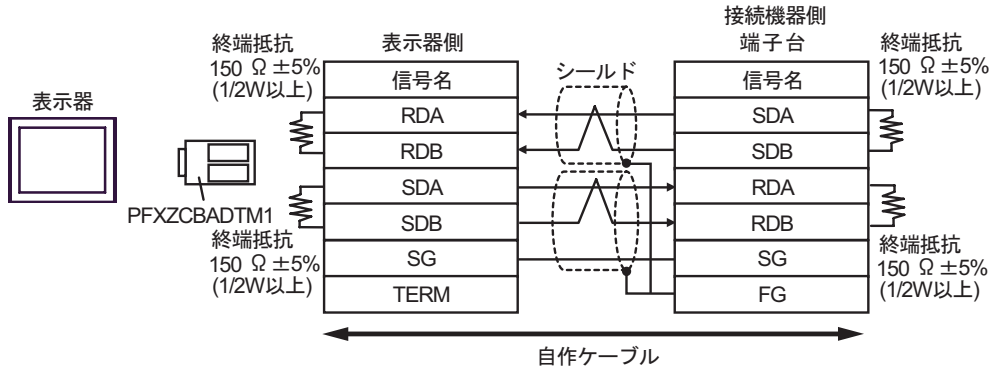 接続機器側
終端抵抗
150 Ω ±5%
(1/2W以上)
表示器側
端子台
終端抵抗
150 Ω ±5%
(1/2W以上)
表示器
信号名
シールド
信号名
RDA
SDA
RDB
SDB
SDA
RDA
PFXZCBADTM1
SDB
RDB
終端抵抗
150 Ω ±5%
(1/2W以上)
SG
SG
終端抵抗
150 Ω ±5%
(1/2W以上)
TERM
FG
自作ケーブル